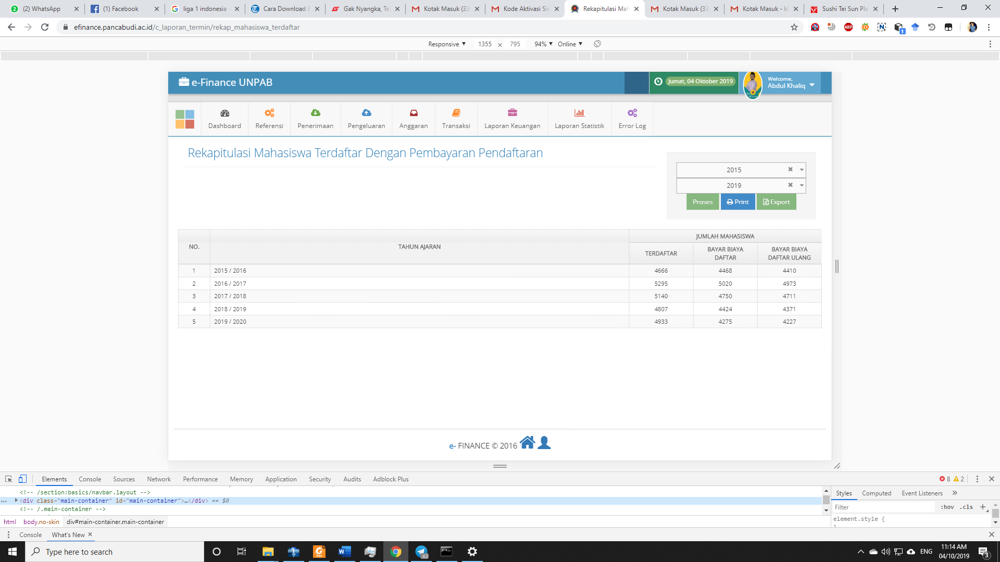 (2) WhatsApp
(1) Facebook
liga 1 indonesia
Cara Download
Gak Nyangka, Te
Kotak Masuk (33
Kode Aktivasi Sis
Rekapitulasi Mah
Kotak Masuk (33
Kotak Masuk - kh
Sushi Tei Sun Pla
efinance.pancabudi.ac.id/c_laporan_termin/rekap_mahasiswa_terdaftar
Responsive 1355 x 795 94% Online
e-Finance UNPAB
Jumat, 04 Oktober 2019
Welcome,
Abdul Khaliq
Dashboard Referensi Penerimaan Pengeluaran Anggaran Transaksi Laporan Keuangan Laporan Statistik Error Log
Rekapitulasi Mahasiswa Terdaftar Dengan Pembayaran Pendaftaran
2015
2019
Proses Print Export
NO. TAHUN AJARAN JUMLAH MAHASISWA
TERDAFTAR BAYAR BIAYA DAFTAR BAYAR BIAYA DAFTAR ULANG
1 2015 / 2016 4666 4468 4410
2 2016 / 2017 5295 5020 4973
3 2017 / 2018 5140 4750 4711
4 2018 / 2019 4807 4424 4371
5 2019 / 2020 4933 4275 4227
e- FINANCE © 2016
Elements Console Sources Network Performance Memory Application Security Audits Adblock Plus 8 2
<!-- /section:basics/navbar.layout -->
<div class="main-container" id="main-container">…</div> == $0
<!-- /.main-container -->
html body.no-skin div#main-container.main-container
Styles Computed Event Listeners »
Filter :hov .cls +
element.style {
Console What's New
Type here to search
ENG
11:14 AM
04/10/2019
3